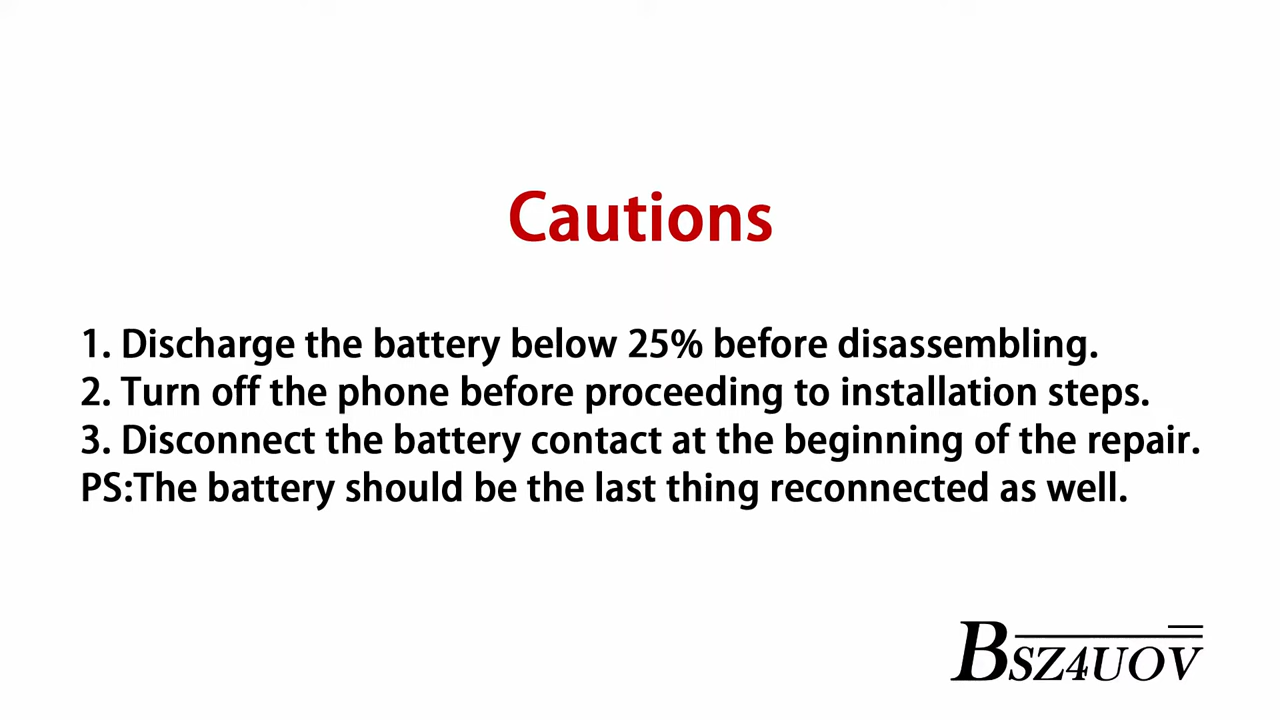 Cautions
1. Discharge the battery below 25% before disassembling.
2. Turn off the phone before proceeding to installation steps.
3. Disconnect the battery contact at the beginning of the repair.
PS:The battery should be the last thing reconnected as well.
BSZ4UOV